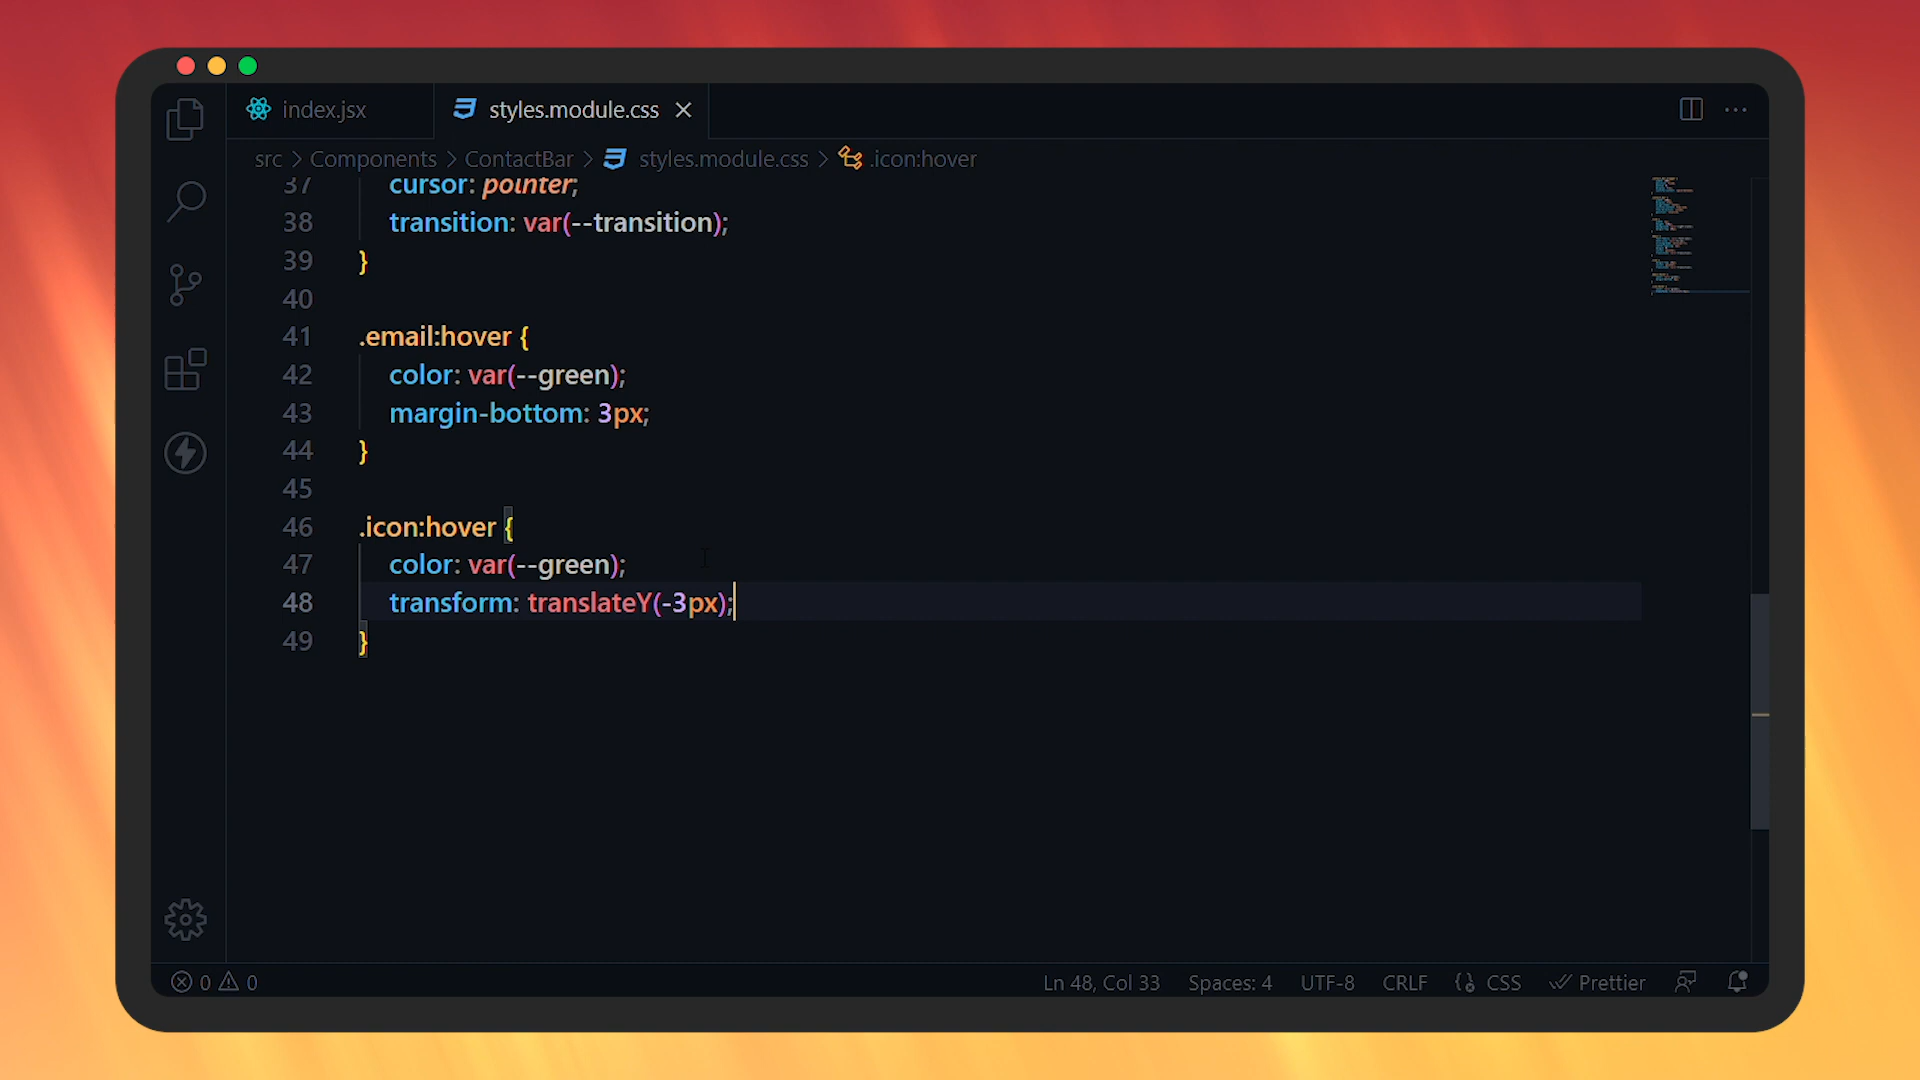 index.jsx
styles.module.css
src > Components > ContactBar > styles.module.css > .icon:hover
37 cursor: pointer;
38 transition: var(--transition);
39 }
40
41 .email:hover {
42 color: var(--green);
43 margin-bottom: 3px;
44 }
45
46 .icon:hover {
47 color: var(--green);
48 transform: translateY(-3px);
49 }
0 0 Ln 48, Col 33 Spaces: 4 UTF-8 CRLF CSS Prettier